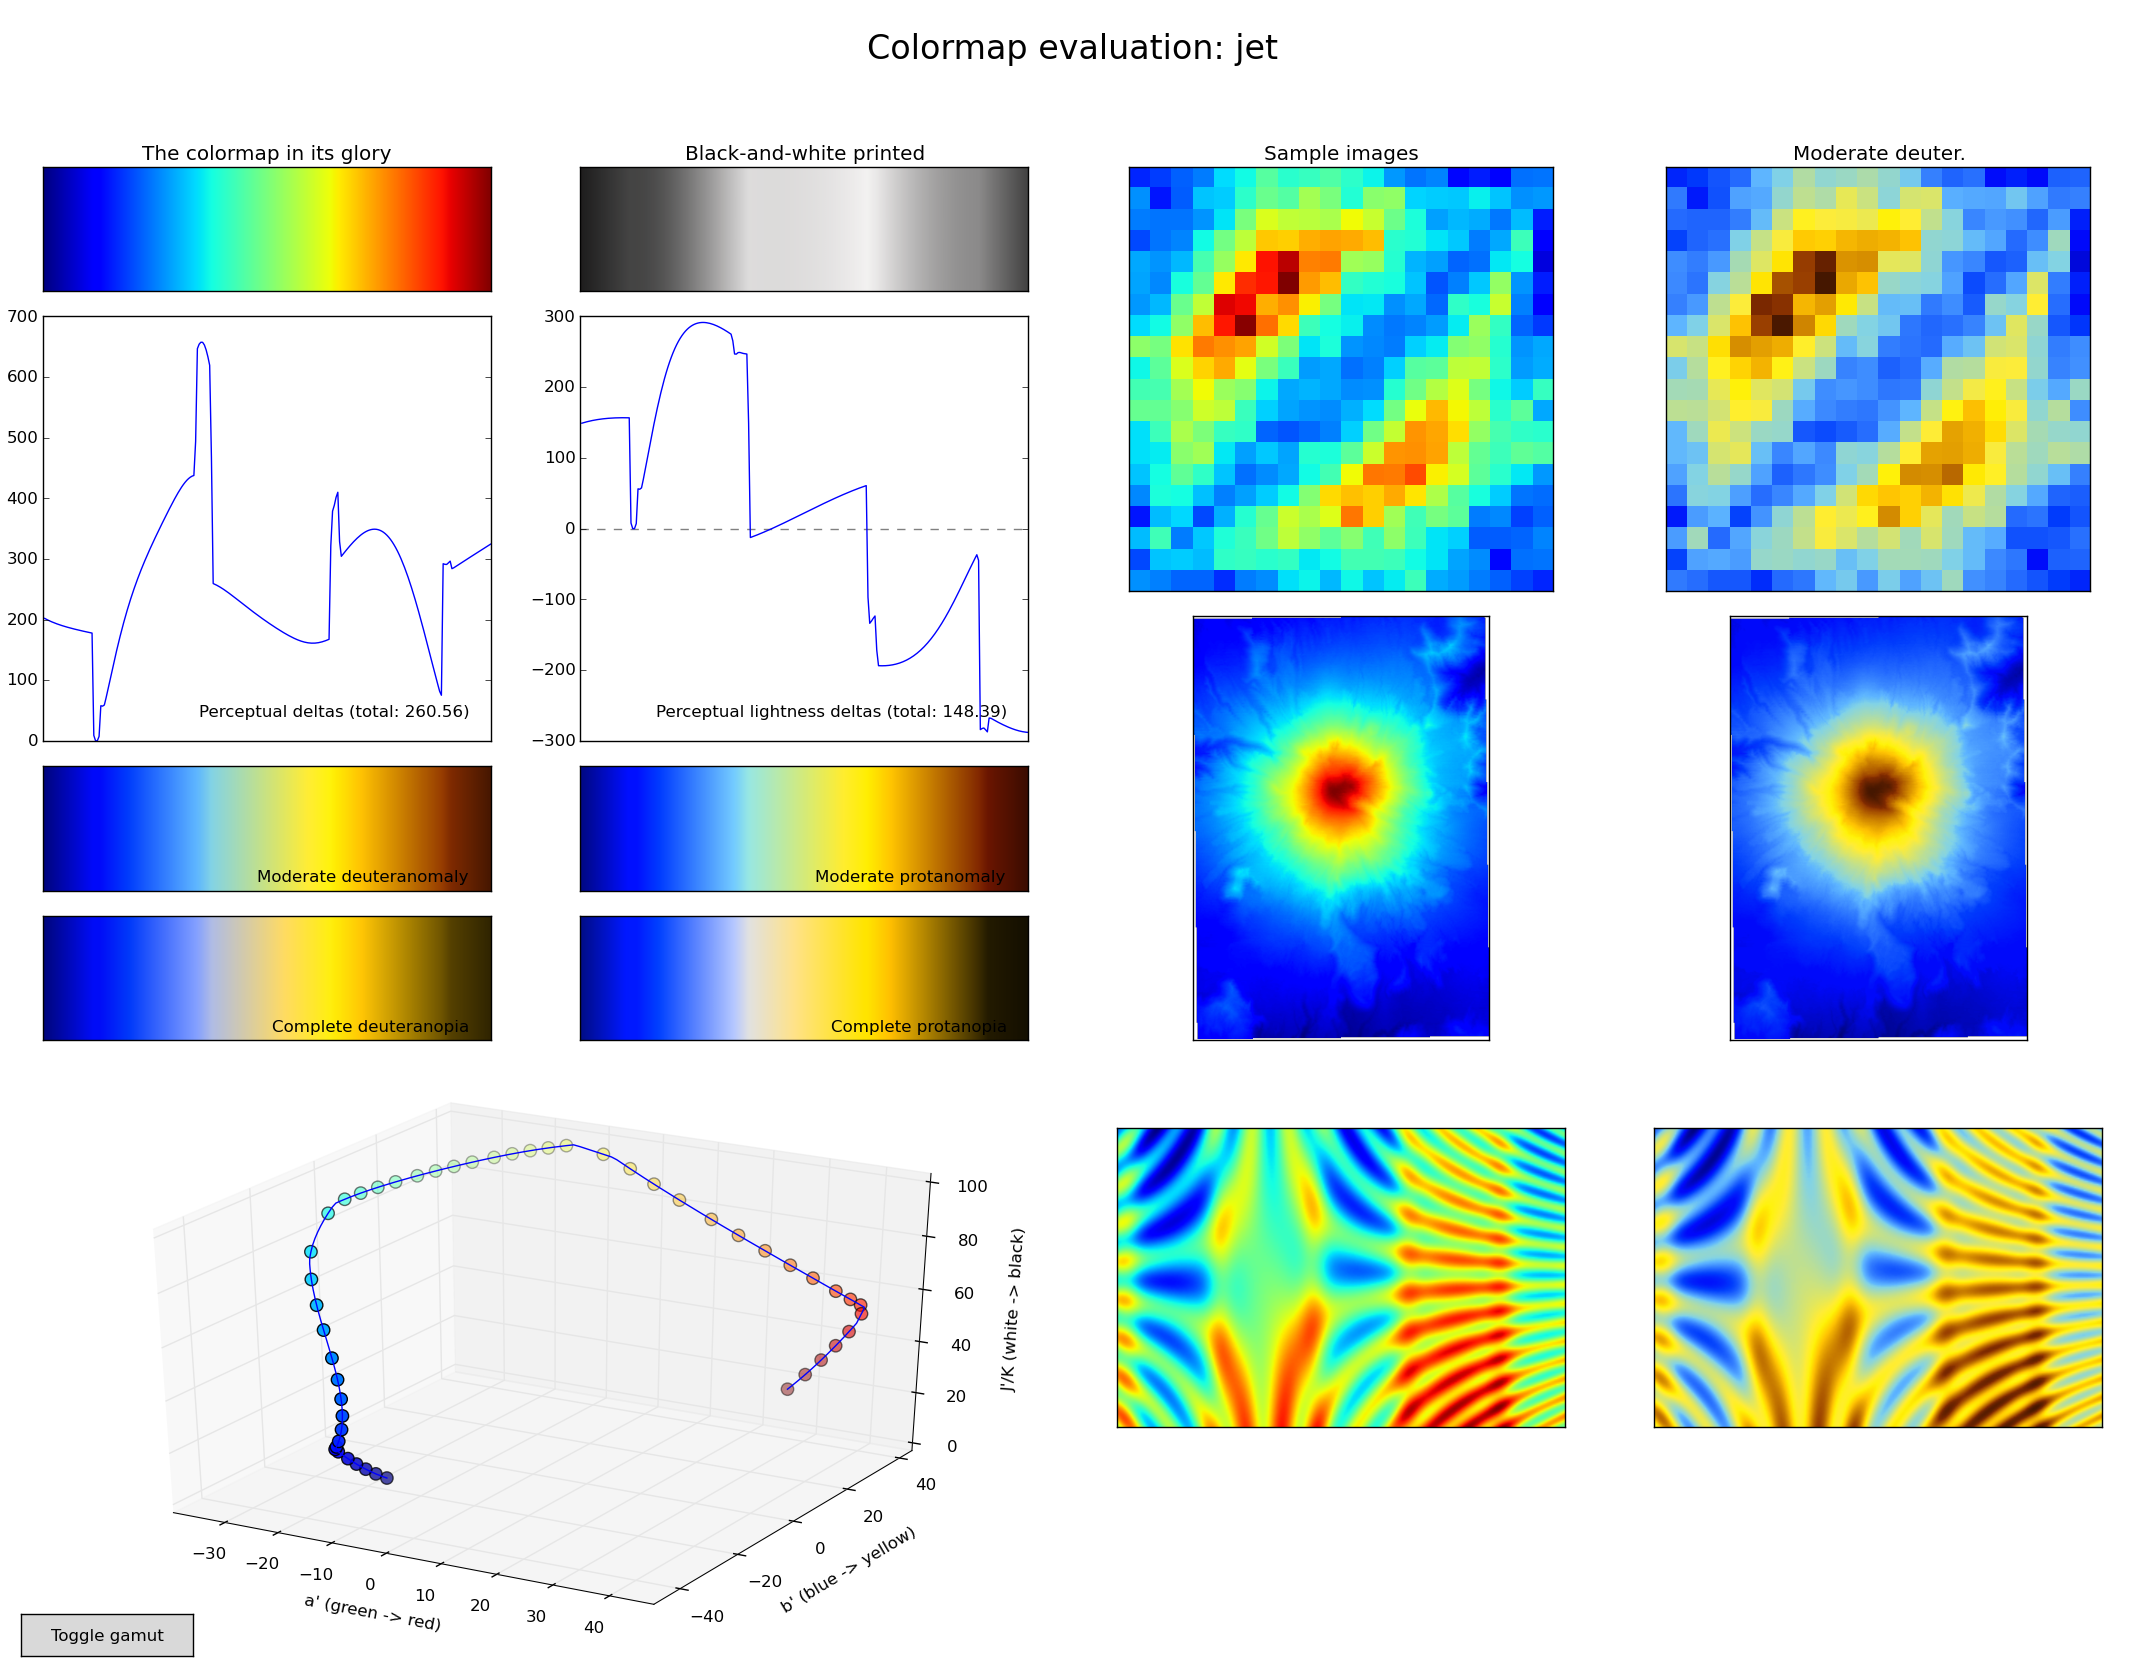 Colormap evaluation: jet
The colormap in its glory
Black-and-white printed
Sample images
Moderate deuter.
700
600
500
400
300
200
100
0
Perceptual deltas (total: 260.56)
300
200
100
0
−100
−200
−300
Perceptual lightness deltas (total: 148.39)
Moderate deuteranomaly
Moderate protanomaly
Complete deuteranopia
Complete protanopia
100
80
60
40
20
0
J'/K (white -> black)
40
20
0
−20
−40
b' (blue -> yellow)
−30
−20
−10
0
10
20
30
40
a' (green -> red)
Toggle gamut